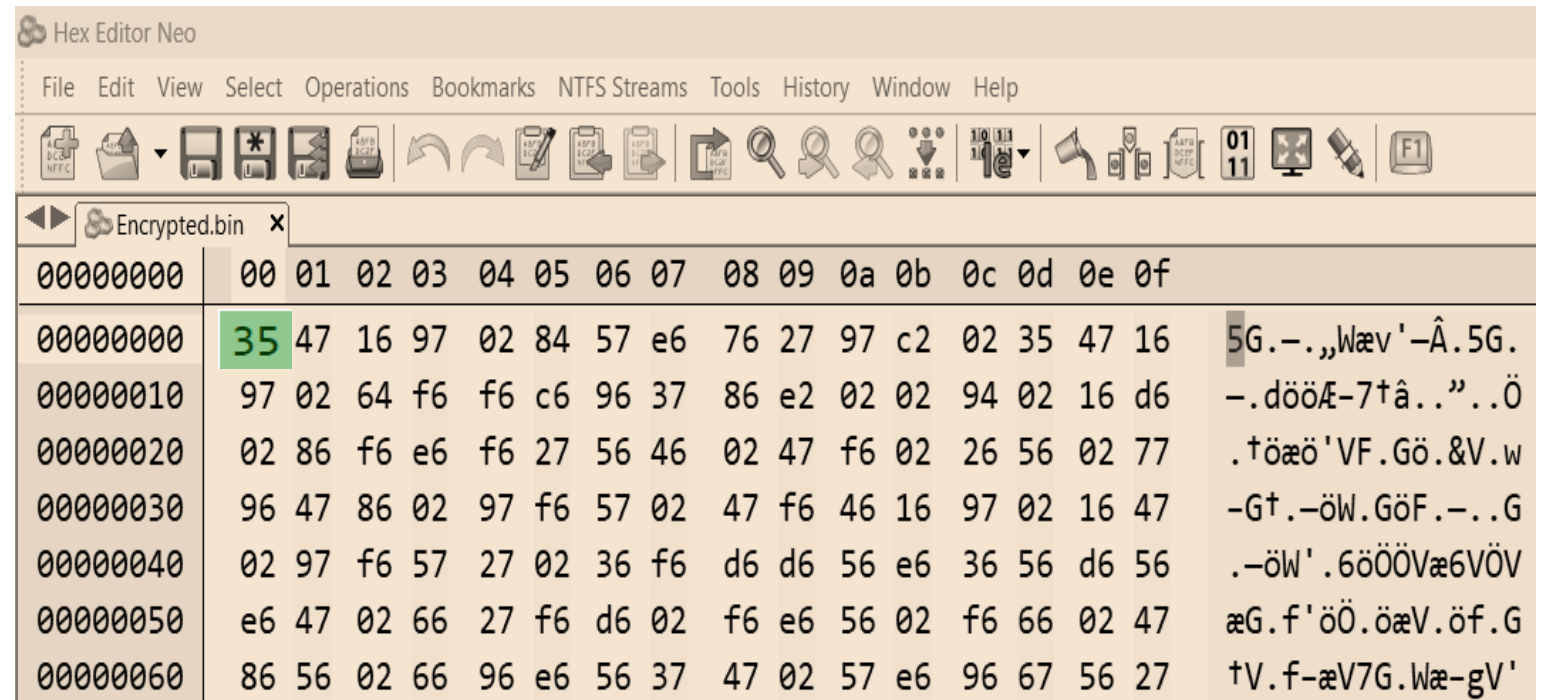 Hex Editor Neo
File Edit View Select Operations Bookmarks NTFS Streams Tools History Window Help
01 11 F1
Encrypted.bin x
00000000 00 01 02 03 04 05 06 07 08 09 0a 0b 0c 0d 0e 0f
00000000 35 47 16 97 02 84 57 e6 76 27 97 c2 02 35 47 16 5G.—.„Wæv'—Â.5G.
00000010 97 02 64 f6 f6 c6 96 37 86 e2 02 02 94 02 16 d6 —.dööÆ–7†â..”..Ö
00000020 02 86 f6 e6 f6 27 56 46 02 47 f6 02 26 56 02 77 .†öæö'VF.Gö.&V.w
00000030 96 47 86 02 97 f6 57 02 47 f6 46 16 97 02 16 47 –G†.—öW.GöF.—..G
00000040 02 97 f6 57 27 02 36 f6 d6 d6 56 e6 36 56 d6 56 .—öW'.6öÖÖVæ6VÖV
00000050 e6 47 02 66 27 f6 d6 02 f6 e6 56 02 f6 66 02 47 æG.f'öÖ.öæV.öf.G
00000060 86 56 02 66 96 e6 56 37 47 02 57 e6 96 67 56 27 †V.f–æV7G.Wæ–gV'